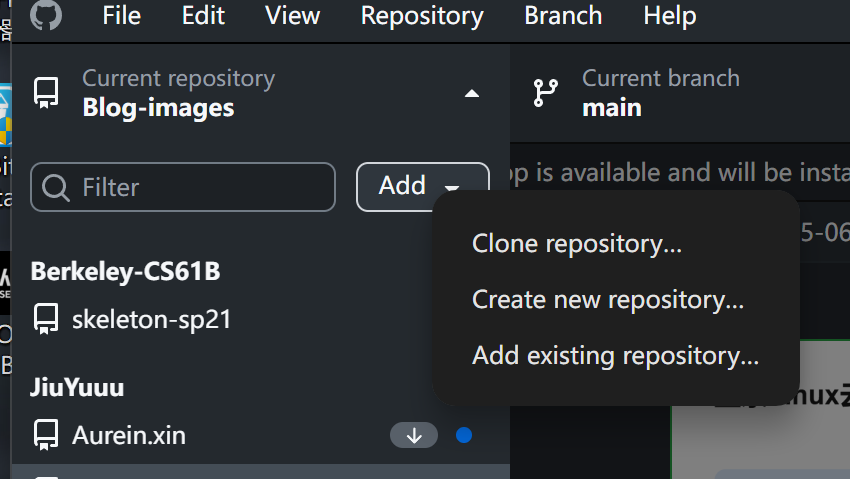 File Edit View Repository Branch Help
Current repository
Blog-images
Current branch
main
Filter
Add
is available and will be insta
Clone repository...
5-06
Create new repository...
Add existing repository...
Berkeley-CS61B
skeleton-sp21
JiuYuuu
Aurein.xin